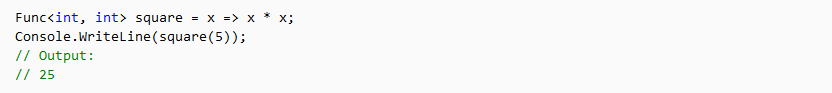 Func<int, int> square = x => x * x;
Console.WriteLine(square(5));
// Output:
// 25